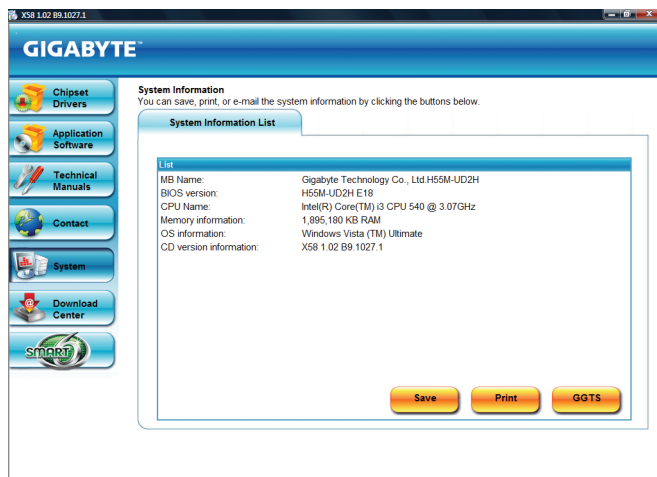 X58 1.02 B9.1027.1
GIGABYTE™
Chipset
Drivers
Application
Software
Technical
Manuals
Contact
System
Download
Center
SMART6
System Information
You can save, print, or e-mail the system information by clicking the buttons below.
System Information List
List
MB Name: Gigabyte Technology Co., Ltd.H55M-UD2H
BIOS version: H55M-UD2H E18
CPU Name: Intel(R) Core(TM) i3 CPU 540 @ 3.07GHz
Memory information: 1,895,180 KB RAM
OS information: Windows Vista (TM) Ultimate
CD version information: X58 1.02 B9.1027.1
Save Print GGTS